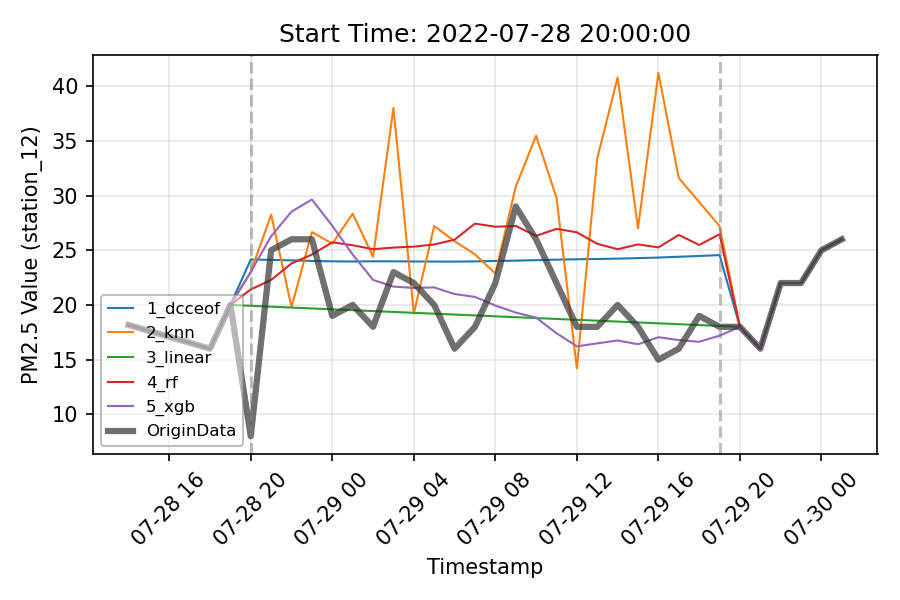 Start Time: 2022-07-28 20:00:00
PM2.5 Value (station_12)
40
35
30
25
20
15
10
1_dcceof
2_knn
3_linear
4_rf
5_xgb
OriginData
07-28 16
07-28 20
07-29 00
07-29 04
07-29 08
07-29 12
07-29 16
07-29 20
07-30 00
Timestamp